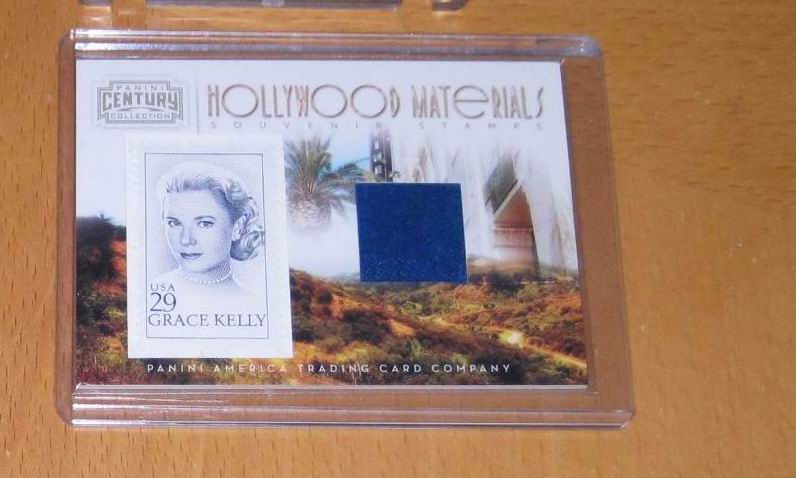 PANINI
CENTURY
COLLECTION
HOLLYWOOD MATERIALS
SOUVENIR STAMPS
USA
29
GRACE KELLY
PANINI AMERICA TRADING CARD COMPANY